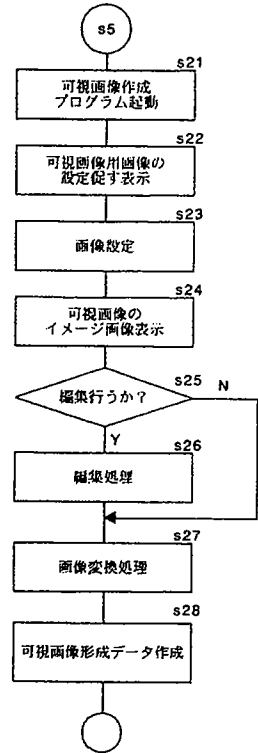 s5
s21
可視画像作成
プログラム起動
s22
可視画像用画像の
設定促す表示
s23
画像設定
s24
可視画像の
イメージ画像表示
s25
編集行うか?
N
Y
s26
編集処理
s27
画像変換処理
s28
可視画像形成データ作成